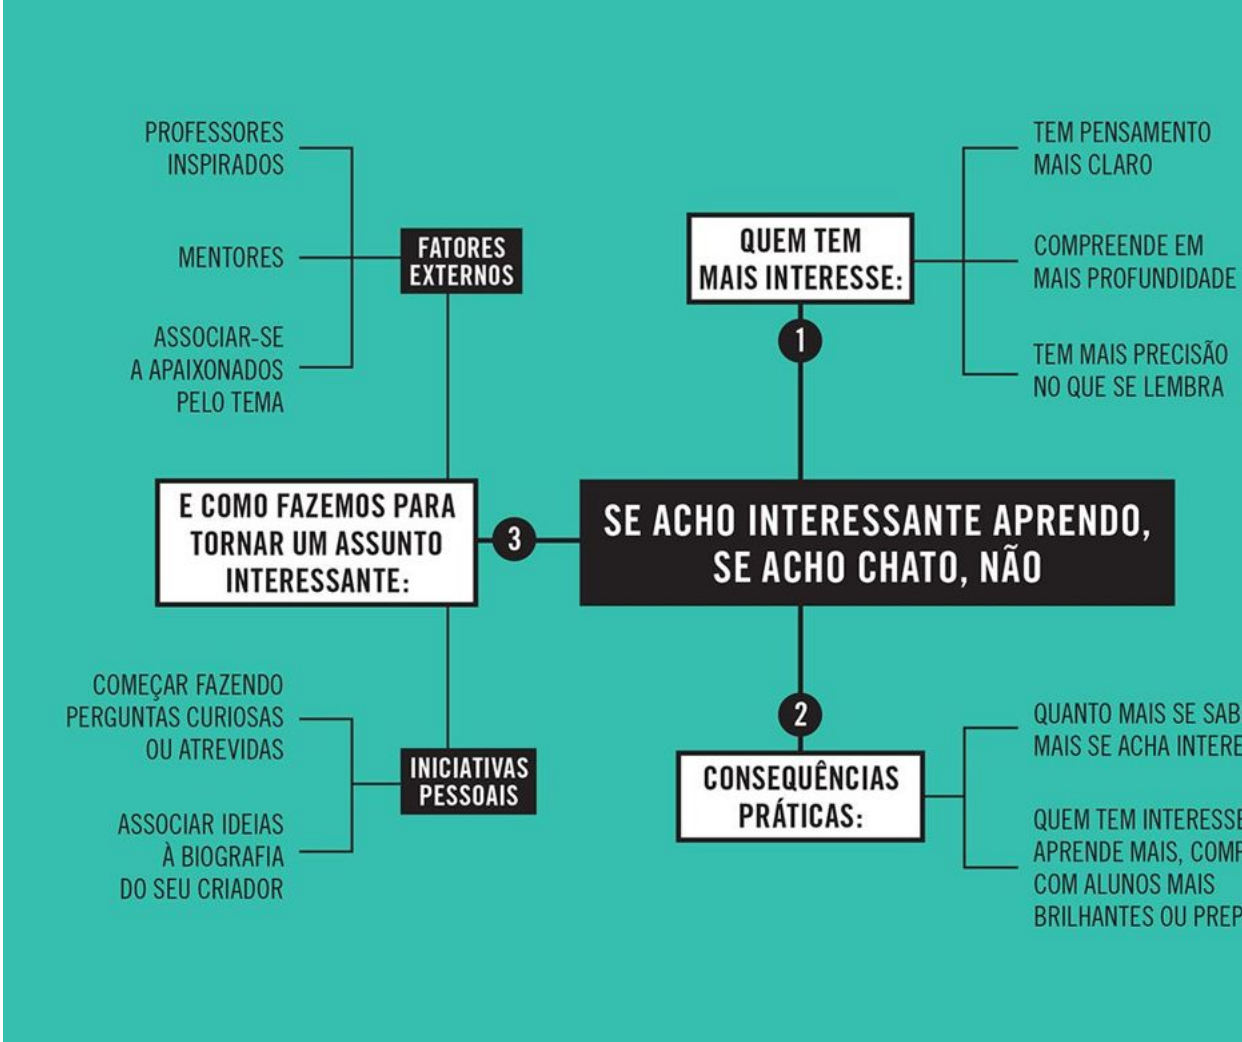 PROFESSORES
INSPIRADOS
MENTORES
ASSOCIAR-SE
A APAIXONADOS
PELO TEMA
FATORES
EXTERNOS
QUEM TEM
MAIS INTERESSE:
1
TEM PENSAMENTO
MAIS CLARO
COMPREENDE EM
MAIS PROFUNDIDADE
TEM MAIS PRECISÃO
NO QUE SE LEMBRA
E COMO FAZEMOS PARA
TORNAR UM ASSUNTO
INTERESSANTE:
3
SE ACHO INTERESSANTE APRENDO,
SE ACHO CHATO, NÃO
COMEÇAR FAZENDO
PERGUNTAS CURIOSAS
OU ATREVIDAS
ASSOCIAR IDEIAS
À BIOGRAFIA
DO SEU CRIADOR
INICIATIVAS
PESSOAIS
2
CONSEQUÊNCIAS
PRÁTICAS:
QUANTO MAIS SE
MAIS SE ACHA
QUEM TEM INTERESSE
APRENDE MAIS,
COM ALUNOS MAIS
BRILHANTES OU